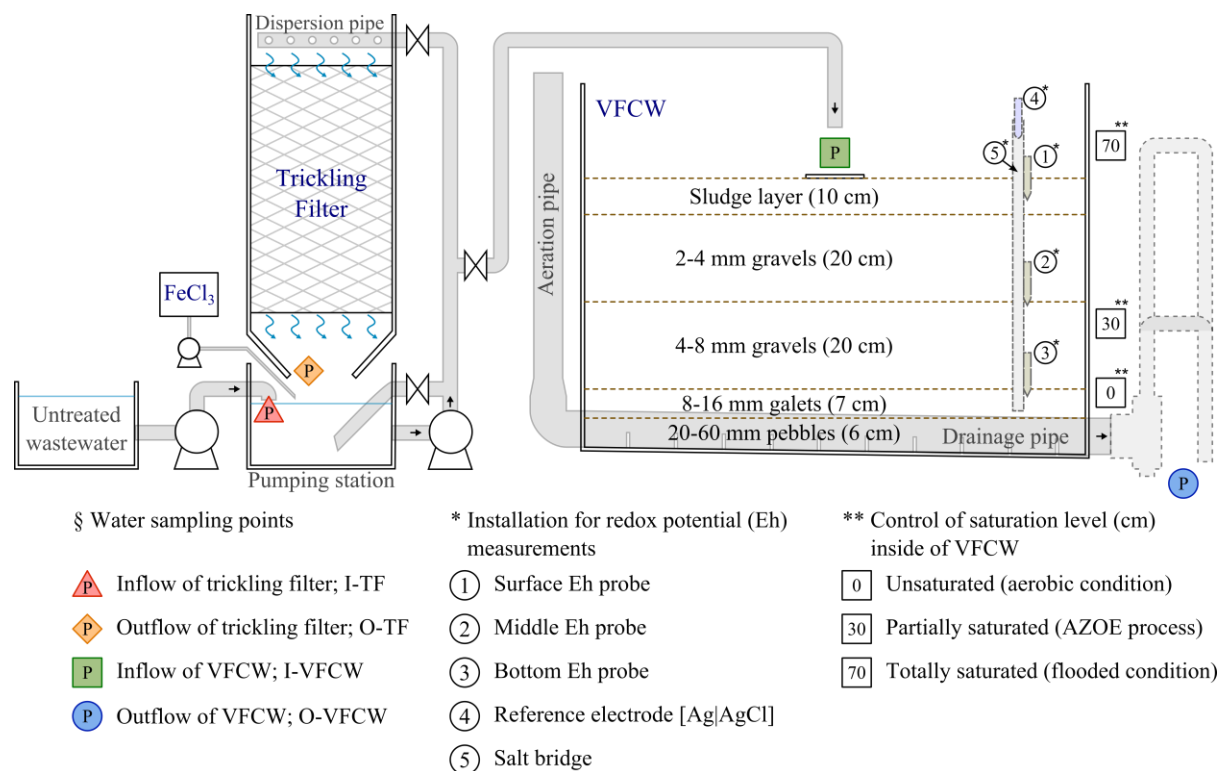 Dispersion pipe
Trickling
Filter
FeCl3
P
P
Untreated
wastewater
Pumping station
VFCW
Aeration pipe
P
4*
5*
1*
2*
3*
Sludge layer (10 cm)
2-4 mm gravels (20 cm)
4-8 mm gravels (20 cm)
8-16 mm galets (7 cm)
20-60 mm pebbles (6 cm)
Drainage pipe
70**
30**
0**
P
§ Water sampling points
P Inflow of trickling filter; I-TF
P Outflow of trickling filter; O-TF
P Inflow of VFCW; I-VFCW
P Outflow of VFCW; O-VFCW
* Installation for redox potential (Eh)
measurements
1 Surface Eh probe
2 Middle Eh probe
3 Bottom Eh probe
4 Reference electrode [Ag|AgCl]
5 Salt bridge
** Control of saturation level (cm)
inside of VFCW
0 Unsaturated (aerobic condition)
30 Partially saturated (AZOE process)
70 Totally saturated (flooded condition)